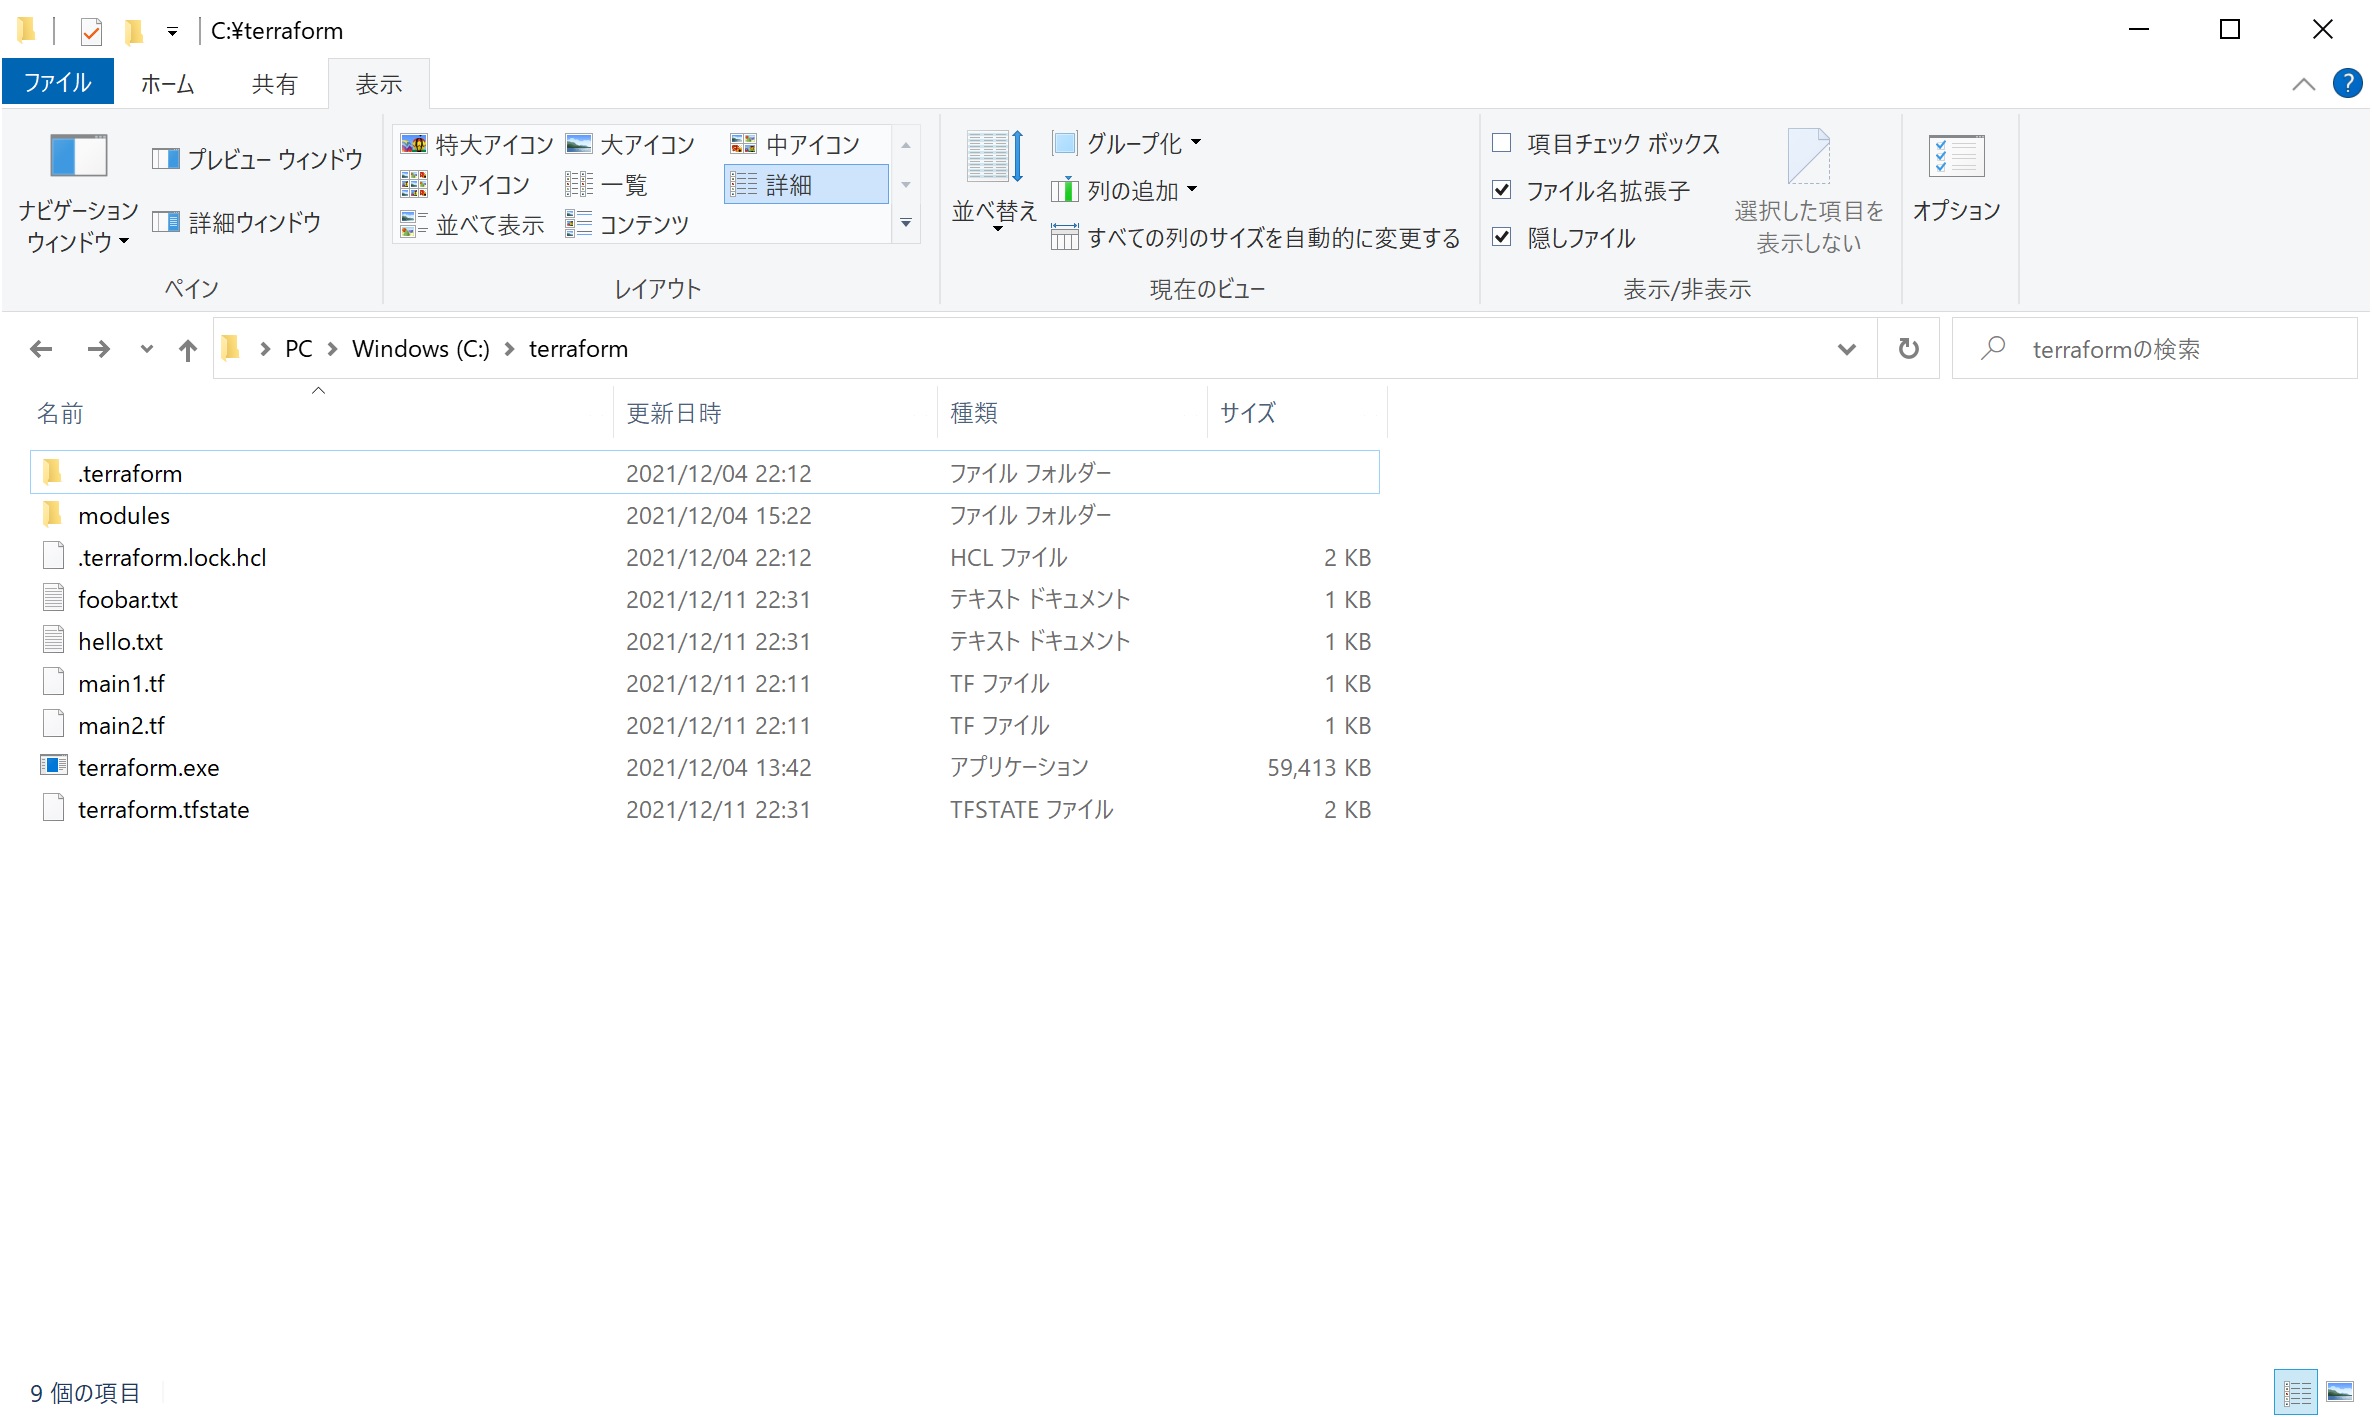 C:¥terraform
ファイル ホーム 共有 表示
ナビゲーション
ウィンドウ
プレビュー ウィンドウ
詳細ウィンドウ
ペイン
特大アイコン 大アイコン 中アイコン
小アイコン 一覧 詳細
並べて表示 コンテンツ
レイアウト
並べ替え
グループ化
列の追加
すべての列のサイズを自動的に変更する
現在のビュー
項目チェック ボックス
ファイル名拡張子
隠しファイル
選択した項目を
表示しない
表示/非表示
オプション
PC Windows (C:) terraform
terraformの検索
名前 更新日時 種類 サイズ
.terraform 2021/12/04 22:12 ファイル フォルダー
modules 2021/12/04 15:22 ファイル フォルダー
.terraform.lock.hcl 2021/12/04 22:12 HCL ファイル 2 KB
foobar.txt 2021/12/11 22:31 テキスト ドキュメント 1 KB
hello.txt 2021/12/11 22:31 テキスト ドキュメント 1 KB
main1.tf 2021/12/11 22:11 TF ファイル 1 KB
main2.tf 2021/12/11 22:11 TF ファイル 1 KB
terraform.exe 2021/12/04 13:42 アプリケーション 59,413 KB
terraform.tfstate 2021/12/11 22:31 TFSTATE ファイル 2 KB
9 個の項目